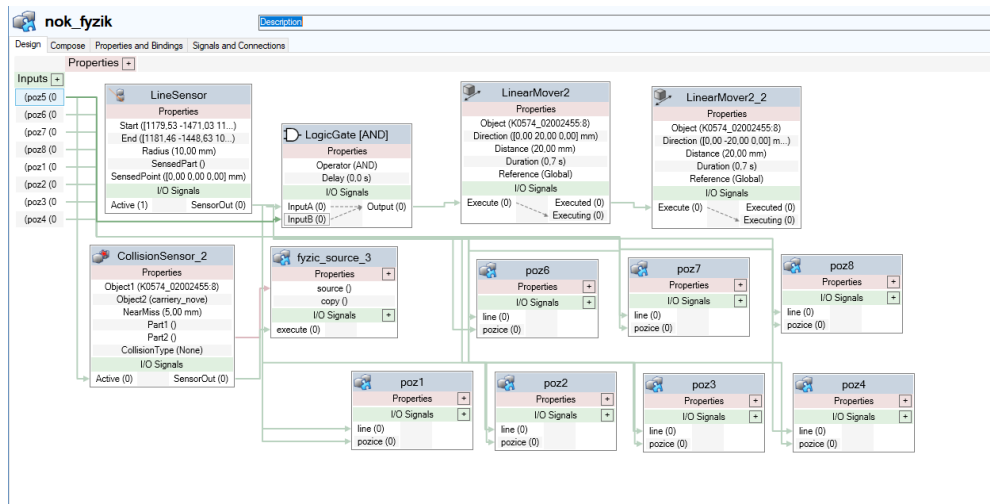 nok_fyzik
Description
Design Compose Properties and Bindings Signals and Connections
Properties +
Inputs +
(poz5 (0
(poz6 (0
(poz7 (0
(poz8 (0
(poz1 (0
(poz2 (0
(poz3 (0
(poz4 (0
LineSensor
Properties
Start ([1179,53 -1471,03 11...)
End ([1181,46 -1448,63 10...)
Radius (10,00 mm)
SensedPart ()
SensedPoint ([0,00 0,00 0,00] mm)
I/O Signals
Active (1) SensorOut (0)
LogicGate [AND]
Properties
Operator (AND)
Delay (0,0 s)
I/O Signals
InputA (0) Output (0)
InputB (0)
LinearMover2
Properties
Object (K0574_02002455:8)
Direction ([0,00 20,00 0,00] mm)
Distance (20,00 mm)
Duration (0,7 s)
Reference (Global)
I/O Signals
Execute (0) Executed (0)
Executing (0)
LinearMover2_2
Properties
Object (K0574_02002455:8)
Direction ([0,00 -20,00 0,00] m...)
Distance (20,00 mm)
Duration (0,7 s)
Reference (Global)
I/O Signals
Execute (0) Executed (0)
Executing (0)
CollisionSensor_2
Properties
Object1 (K0574_02002455:8)
Object2 (carriery_nove)
NearMiss (5,00 mm)
Part1 ()
Part2 ()
CollisionType (None)
I/O Signals
Active (0) SensorOut (0)
fyzic_source_3
Properties +
source ()
copy ()
I/O Signals +
execute (0)
poz6
Properties +
I/O Signals +
line (0)
pozice (0)
poz7
Properties +
I/O Signals +
line (0)
pozice (0)
poz8
Properties +
I/O Signals +
line (0)
pozice (0)
poz1
Properties +
I/O Signals +
line (0)
pozice (0)
poz2
Properties +
I/O Signals +
line (0)
pozice (0)
poz3
Properties +
I/O Signals +
line (0)
pozice (0)
poz4
Properties +
I/O Signals +
line (0)
pozice (0)